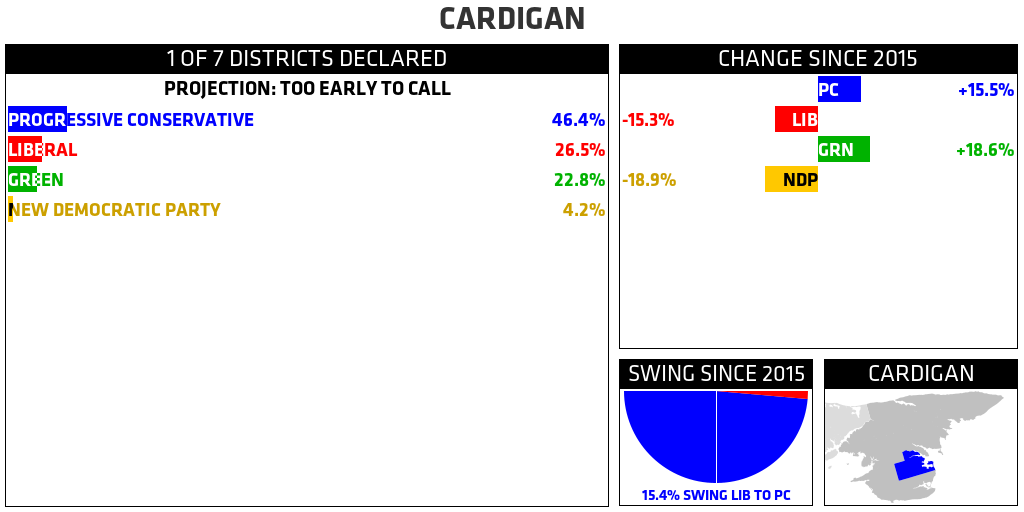 CARDIGAN
1 OF 7 DISTRICTS DECLARED
PROJECTION: TOO EARLY TO CALL
PROGRESSIVE CONSERVATIVE 46.4%
LIBERAL 26.5%
GREEN 22.8%
NEW DEMOCRATIC PARTY 4.2%
CHANGE SINCE 2015
PC +15.5%
-15.3% LIB
GRN +18.6%
-18.9% NDP
SWING SINCE 2015
15.4% SWING LIB TO PC
CARDIGAN